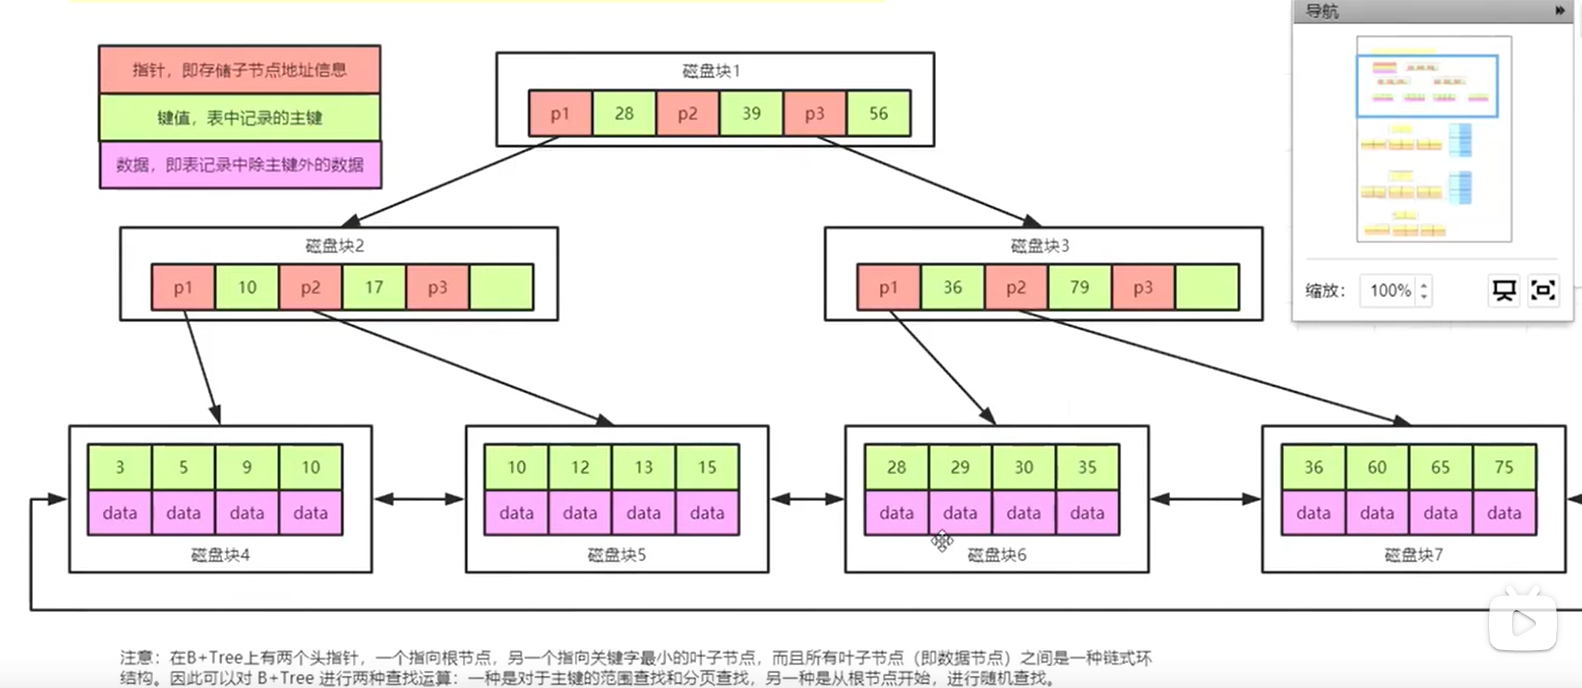 导航
指针，即存储子节点地址信息
键值，表中记录的主键
数据，即表记录中除主键外的数据
磁盘块1
p1 28 p2 39 p3 56
缩放： 100%
磁盘块2
p1 10 p2 17 p3
磁盘块3
p1 36 p2 79 p3
3 5 9 10
data data data data
磁盘块4
10 12 13 15
data data data data
磁盘块5
28 29 30 35
data data data data
磁盘块6
36 60 65 75
data data data data
磁盘块7
注意：在B+Tree上有两个头指针，一个指向根节点，另一个指向关键字最小的叶子节点，而且所有叶子节点（即数据节点）之间是一种链式环
结构。因此可以对 B+Tree 进行两种查找运算：一种是对于主键的范围查找和分页查找，另一种是从根节点开始，进行随机查找。